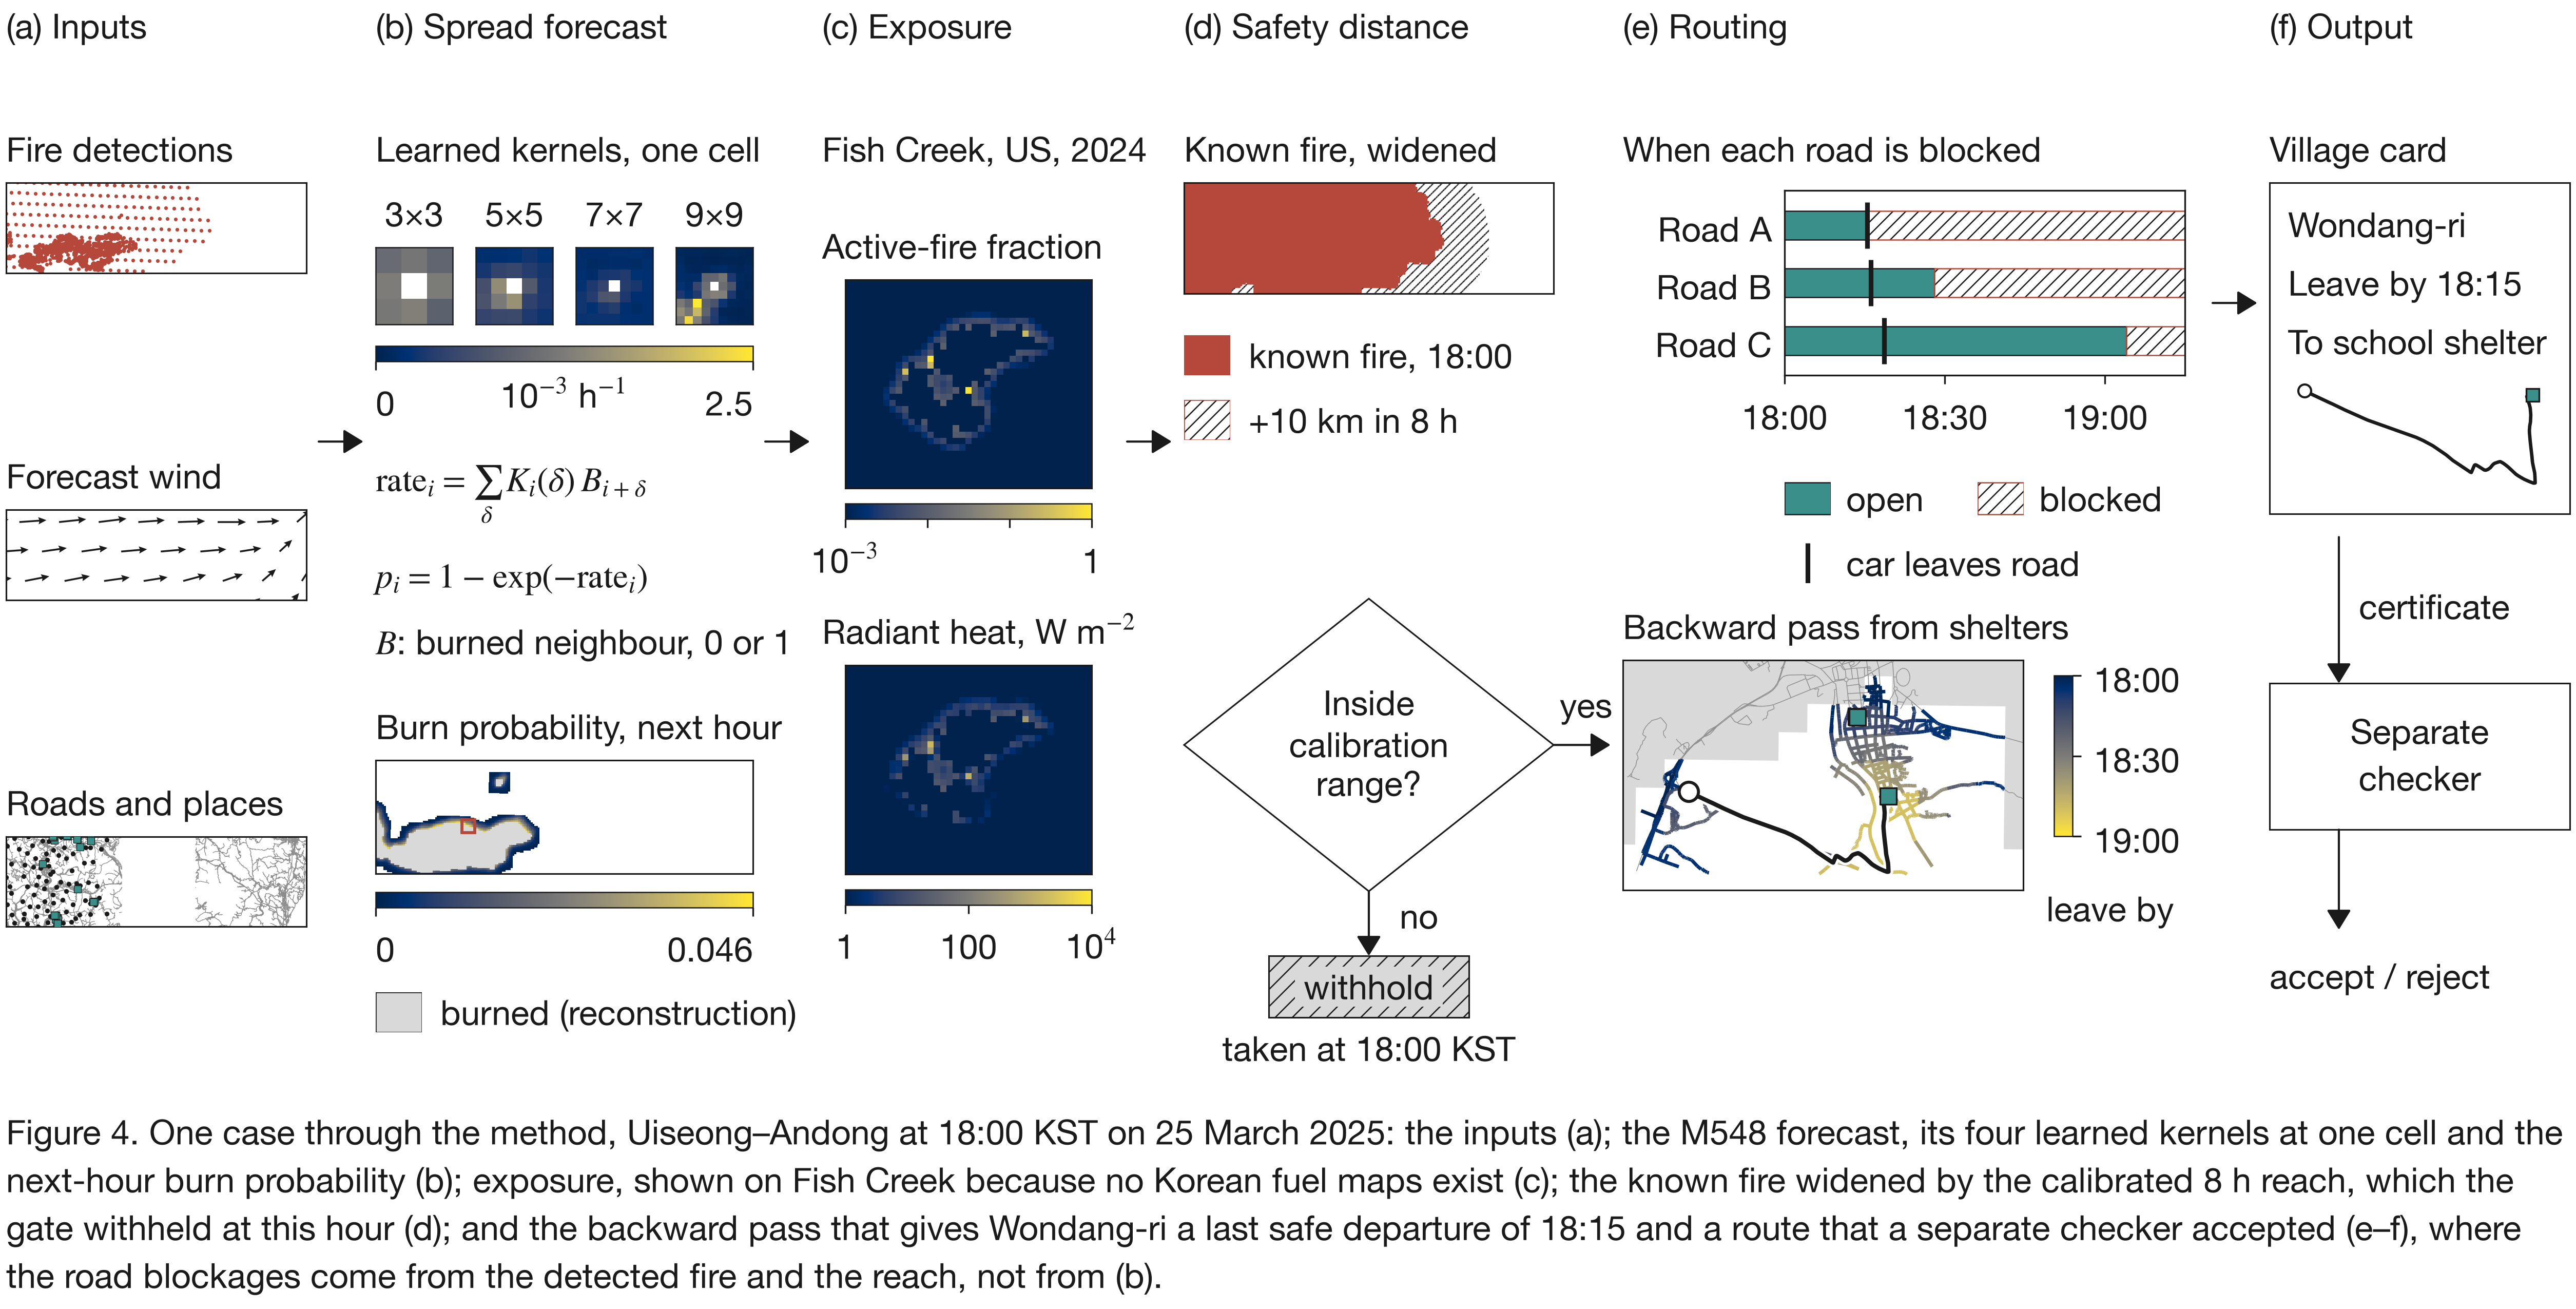 (a) Inputs
(b) Spread forecast
(c) Exposure
(d) Safety distance
(e) Routing
(f) Output
Fire detections
Forecast wind
Roads and places
Learned kernels, one cell
3×3
5×5
7×7
9×9
0
10⁻³ h⁻¹
2.5
rateᵢ = ∑_δ Kᵢ(δ) Bᵢ₊δ
pᵢ = 1 − exp(−rateᵢ)
B: burned neighbour, 0 or 1
Burn probability, next hour
0
0.046
burned (reconstruction)
Fish Creek, US, 2024
Active-fire fraction
10⁻³
1
Radiant heat, W m⁻²
1
100
10⁴
Known fire, widened
known fire, 18:00
+10 km in 8 h
Inside
calibration
range?
yes
no
withhold
taken at 18:00 KST
When each road is blocked
Road A
Road B
Road C
18:00
18:30
19:00
open
blocked
car leaves road
Backward pass from shelters
18:00
18:30
19:00
leave by
Village card
Wondang-ri
Leave by 18:15
To school shelter
certificate
Separate
checker
accept / reject
Figure 4. One case through the method, Uiseong–Andong at 18:00 KST on 25 March 2025: the inputs (a); the M548 forecast, its four learned kernels at one cell and the
next-hour burn probability (b); exposure, shown on Fish Creek because no Korean fuel maps exist (c); the known fire widened by the calibrated 8 h reach, which the
gate withheld at this hour (d); and the backward pass that gives Wondang-ri a last safe departure of 18:15 and a route that a separate checker accepted (e–f), where
the road blockages come from the detected fire and the reach, not from (b).